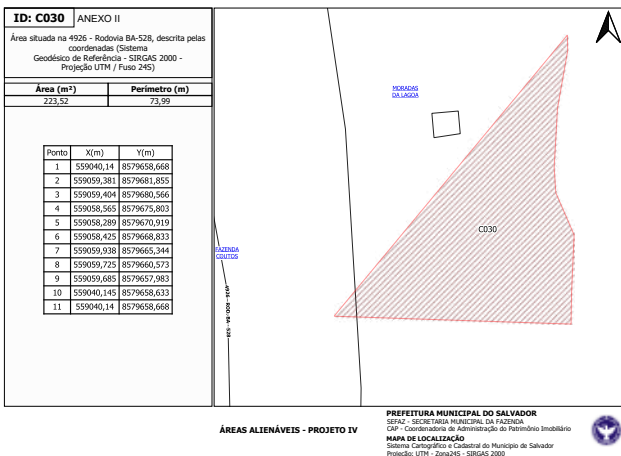 ID: C030 ANEXO II
Área situada na 4926 - Rodovia BA-528, descrita pelas
coordenadas (Sistema
Geodésico de Referência - SIRGAS 2000 -
Projeção UTM / Fuso 24S)
Área (m²) Perímetro (m)
223,52 73,99
Ponto X(m) Y(m)
1 559040,14 8579658,668
2 559059,381 8579681,855
3 559059,404 8579680,566
4 559058,565 8579675,803
5 559058,289 8579670,919
6 559058,425 8579668,833
7 559059,938 8579665,344
8 559059,725 8579660,573
9 559059,685 8579657,983
10 559040,145 8579658,633
11 559040,14 8579658,668
MORADAS
DA LAGOA
C030
FAZENDA
COUTOS
4926 - ROD-BA - 528
ÁREAS ALIENÁVEIS - PROJETO IV
PREFEITURA MUNICIPAL DO SALVADOR
SEFAZ - SECRETARIA MUNICIPAL DA FAZENDA
CAP - Coordenadoria de Administração do Patrimônio Imobiliário
MAPA DE LOCALIZAÇÃO
Sistema Cartográfico e Cadastral do Município de Salvador
Projeção: UTM - Zona24S - SIRGAS 2000